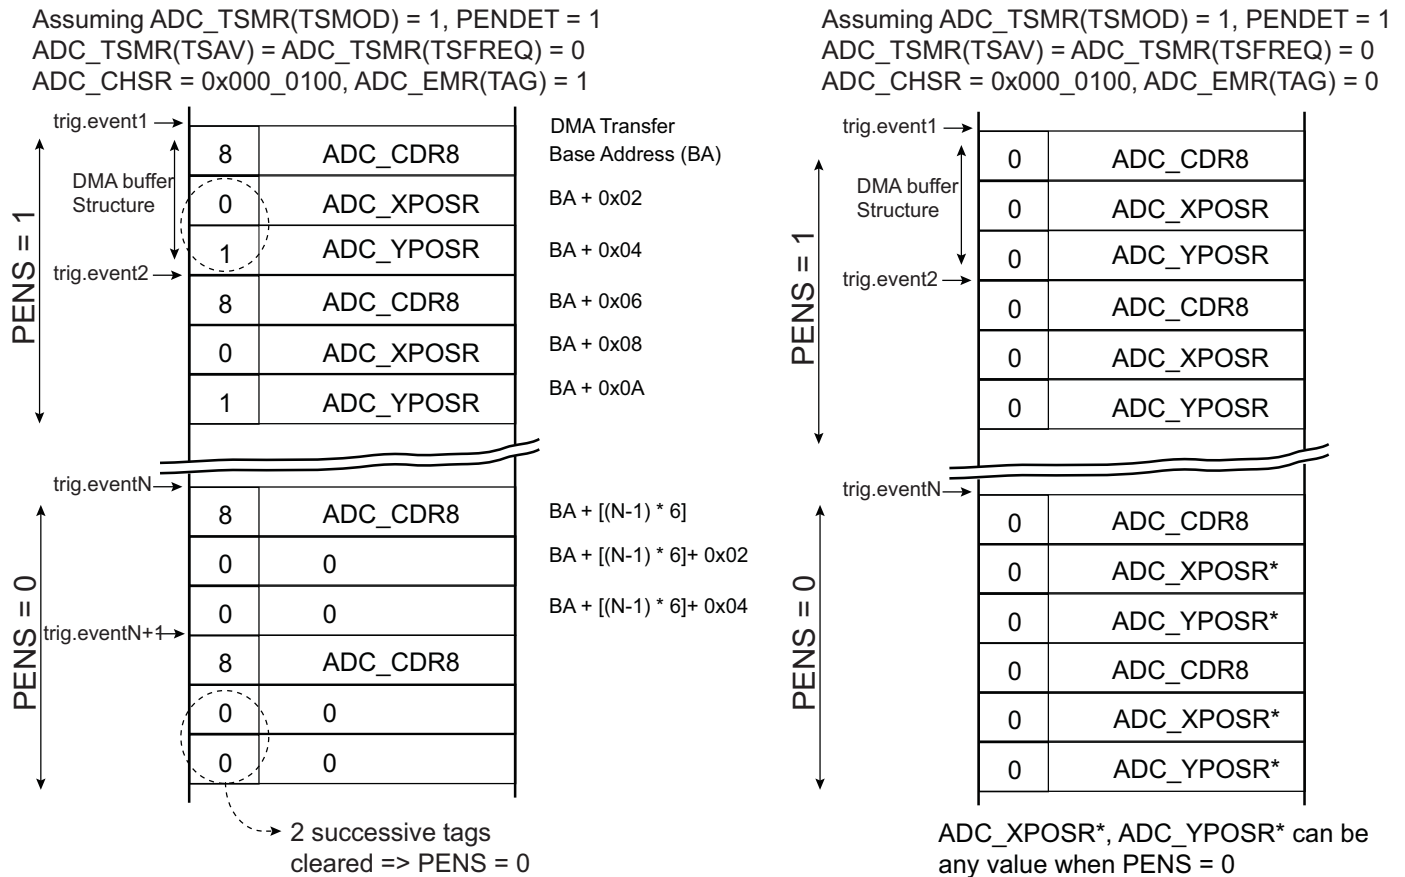 Assuming ADC_TSMR(TSMOD) = 1, PENDET = 1
ADC_TSMR(TSAV) = ADC_TSMR(TSFREQ) = 0
ADC_CHSR = 0x000_0100, ADC_EMR(TAG) = 1
trig.event1
DMA Transfer
8 ADC_CDR8 Base Address (BA)
DMA buffer
Structure
0 ADC_XPOSR BA + 0x02
1 ADC_YPOSR BA + 0x04
PENS = 1
trig.event2
8 ADC_CDR8 BA + 0x06
0 ADC_XPOSR BA + 0x08
1 ADC_YPOSR BA + 0x0A
trig.eventN
8 ADC_CDR8 BA + [(N-1) * 6]
0 0 BA + [(N-1) * 6]+ 0x02
0 0 BA + [(N-1) * 6]+ 0x04
PENS = 0
trig.eventN+1
8 ADC_CDR8
0 0
0 0
2 successive tags
cleared => PENS = 0
Assuming ADC_TSMR(TSMOD) = 1, PENDET = 1
ADC_TSMR(TSAV) = ADC_TSMR(TSFREQ) = 0
ADC_CHSR = 0x000_0100, ADC_EMR(TAG) = 0
trig.event1
0 ADC_CDR8
DMA buffer
Structure
0 ADC_XPOSR
0 ADC_YPOSR
PENS = 1
trig.event2
0 ADC_CDR8
0 ADC_XPOSR
0 ADC_YPOSR
trig.eventN
0 ADC_CDR8
0 ADC_XPOSR*
0 ADC_YPOSR*
PENS = 0
0 ADC_CDR8
0 ADC_XPOSR*
0 ADC_YPOSR*
ADC_XPOSR*, ADC_YPOSR* can be
any value when PENS = 0